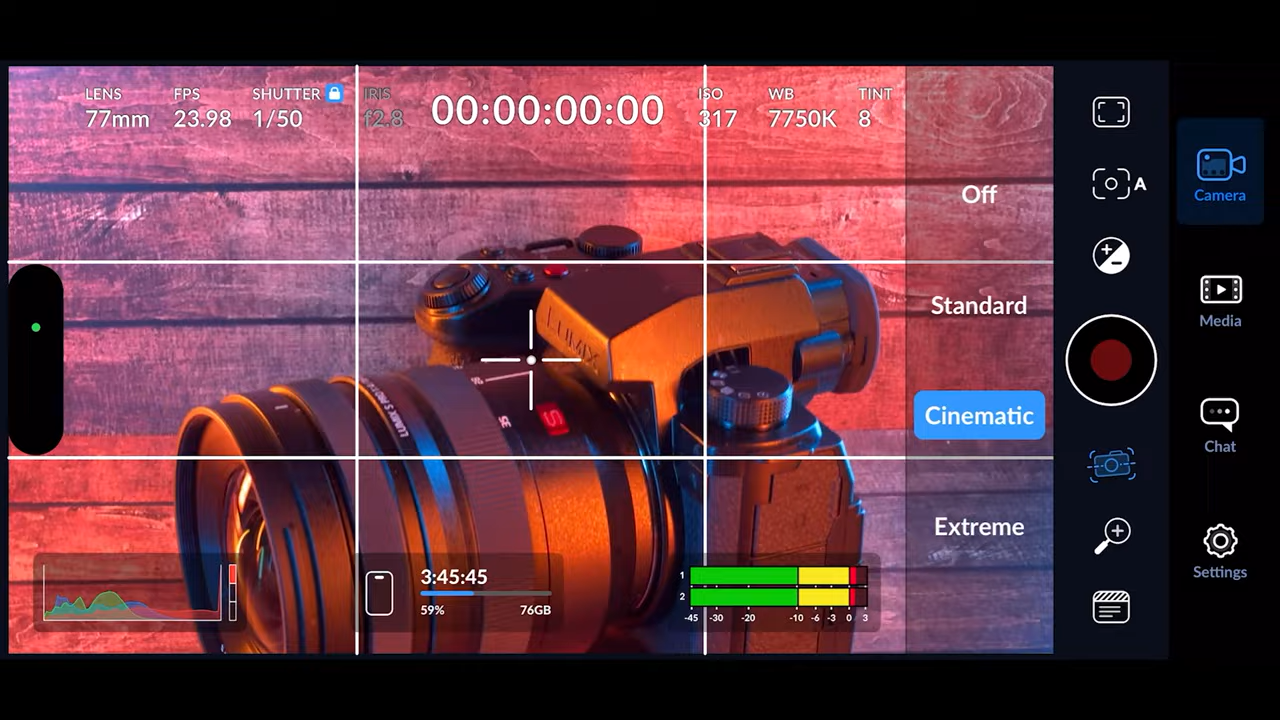 LENS
77mm
FPS
23.98
SHUTTER
1/50
IRIS
f2.8
00:00:00:00
ISO
317
WB
7750K
TINT
8
Off
Standard
Cinematic
Extreme
A
Camera
Media
Chat
Settings
LUMIX
LUMIX S PRO
S
3:45:45
59% 76GB
1
2
-45 -30 -20 -10 -6 -3 0 3